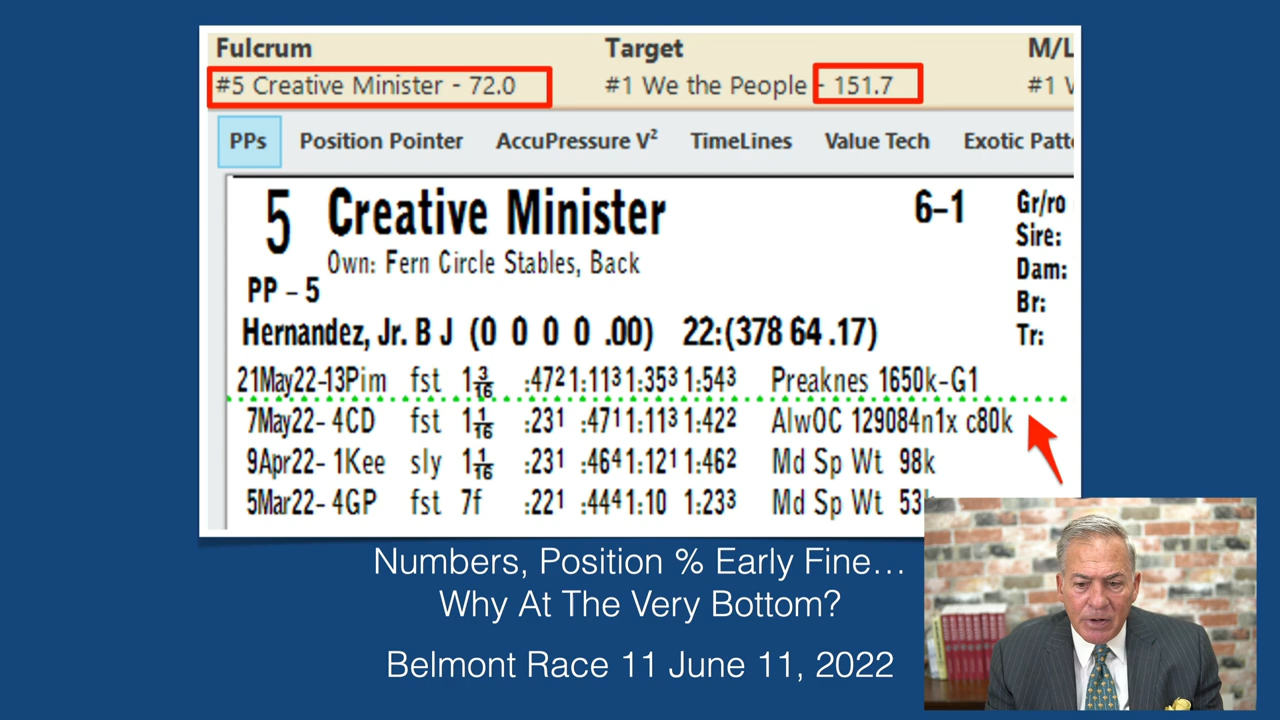 Fulcrum Target M/L
#5 Creative Minister - 72.0 #1 We the People - 151.7 #1
PPs Position Pointer AccuPressure V² TimeLines Value Tech Exotic Patt
5 Creative Minister 6-1 Gr/ro
Own: Fern Circle Stables, Back Sire:
PP - 5 Dam:
Br:
Hernandez, Jr. B J (0 0 0 0 .00) 22:(378 64 .17) Tr:
21May22-13Pim fst 1 3/16 :47² 1:11³ 1:35³ 1:54³ Preaknes 1650k-G1
7May22- 4CD fst 1 1/16 :23¹ :47¹ 1:11³ 1:42² AlwOC 129084n1x c80k
9Apr22- 1Kee sly 1 1/16 :23¹ :46⁴ 1:12¹ 1:46² Md Sp Wt 98k
5Mar22- 4GP fst 7f :22¹ :44⁴ 1:10 1:23³ Md Sp Wt 53k
Numbers, Position % Early Fine…
Why At The Very Bottom?
Belmont Race 11 June 11, 2022